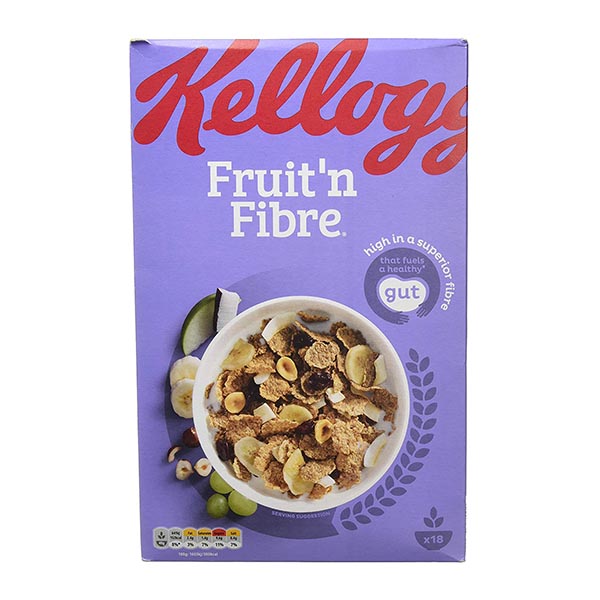 Kellogg
Fruit'n
Fibre®
high in a superior fibre
that fuels
a healthy*
gut
SERVING SUGGESTION
x18